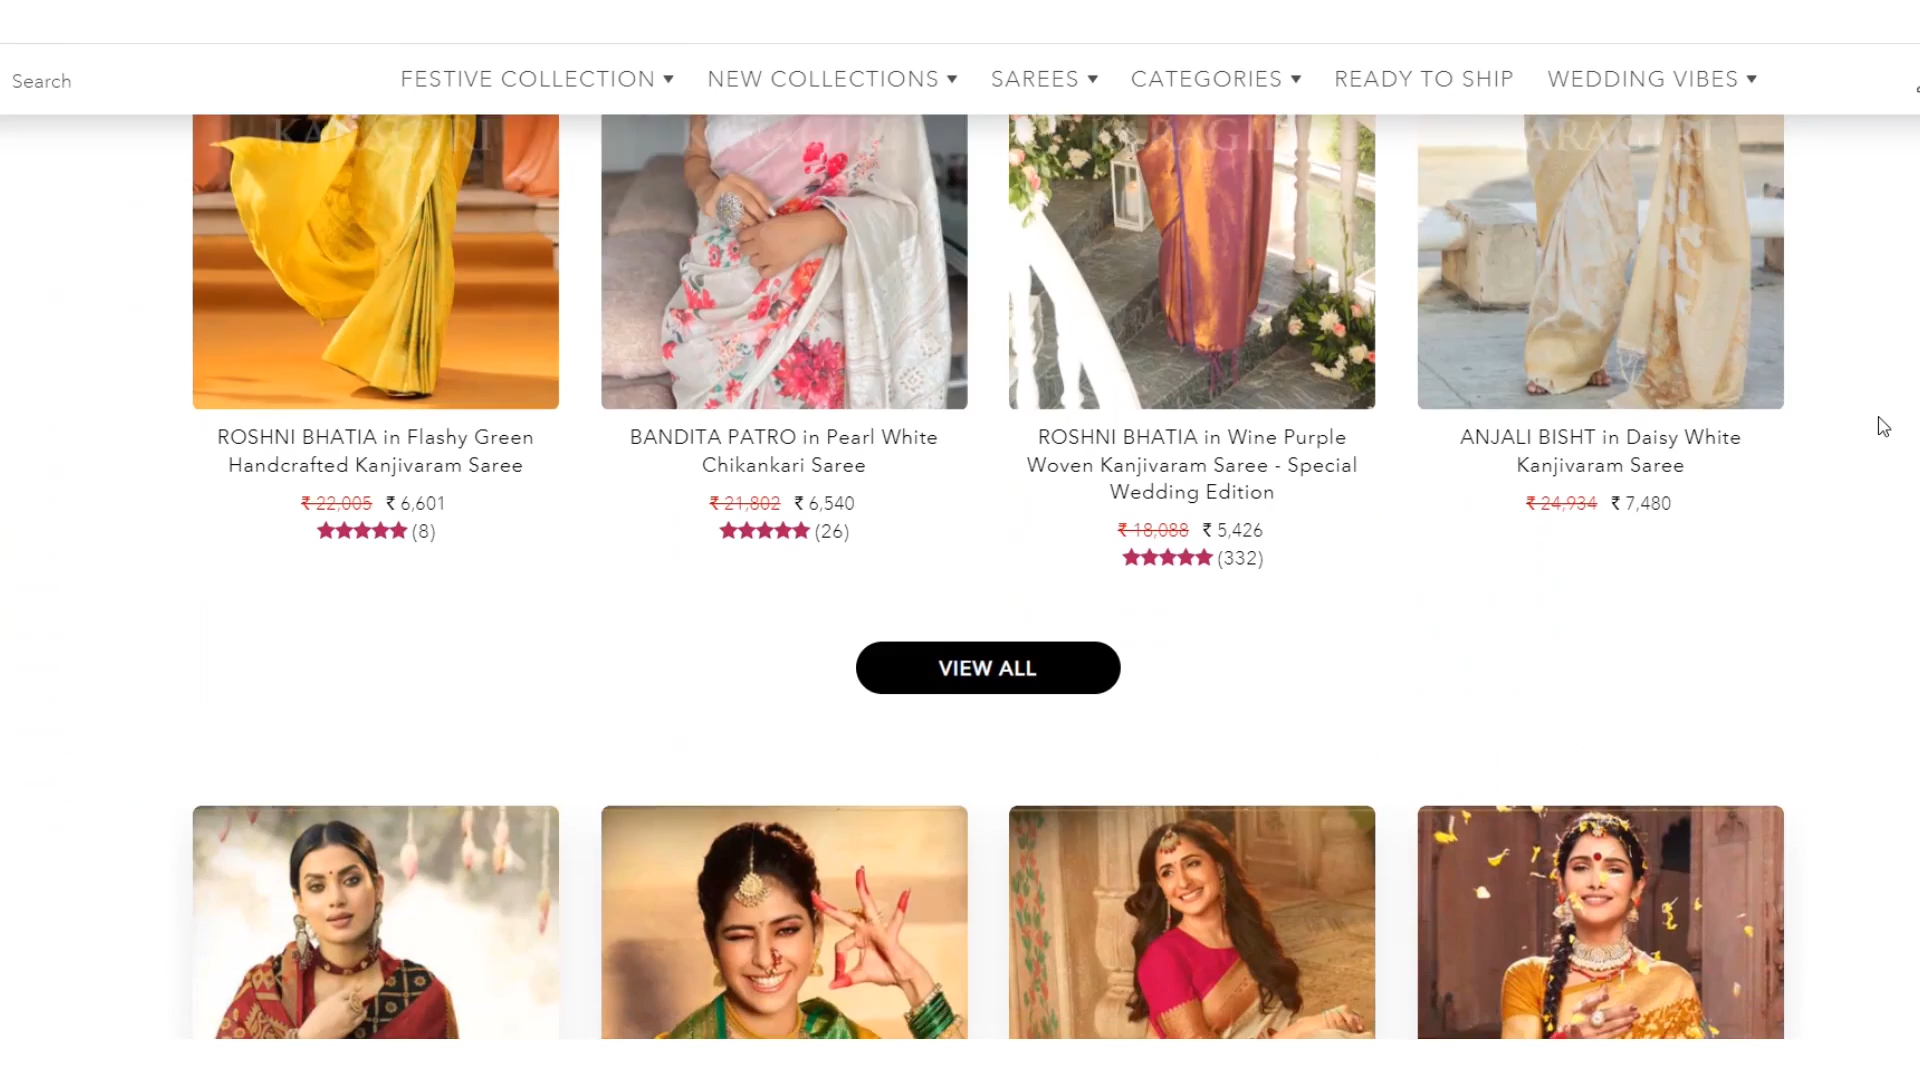 Search
FESTIVE COLLECTION ▼ NEW COLLECTIONS ▼ SAREES ▼ CATEGORIES ▼ READY TO SHIP WEDDING VIBES ▼
ROSHNI BHATIA in Flashy Green
Handcrafted Kanjivaram Saree
₹ 22,005 ₹ 6,601
★★★★★ (8)
BANDITA PATRO in Pearl White
Chikankari Saree
₹ 21,802 ₹ 6,540
★★★★★ (26)
ROSHNI BHATIA in Wine Purple
Woven Kanjivaram Saree - Special
Wedding Edition
₹ 18,088 ₹ 5,426
★★★★★ (332)
ANJALI BISHT in Daisy White
Kanjivaram Saree
₹ 24,934 ₹ 7,480
VIEW ALL